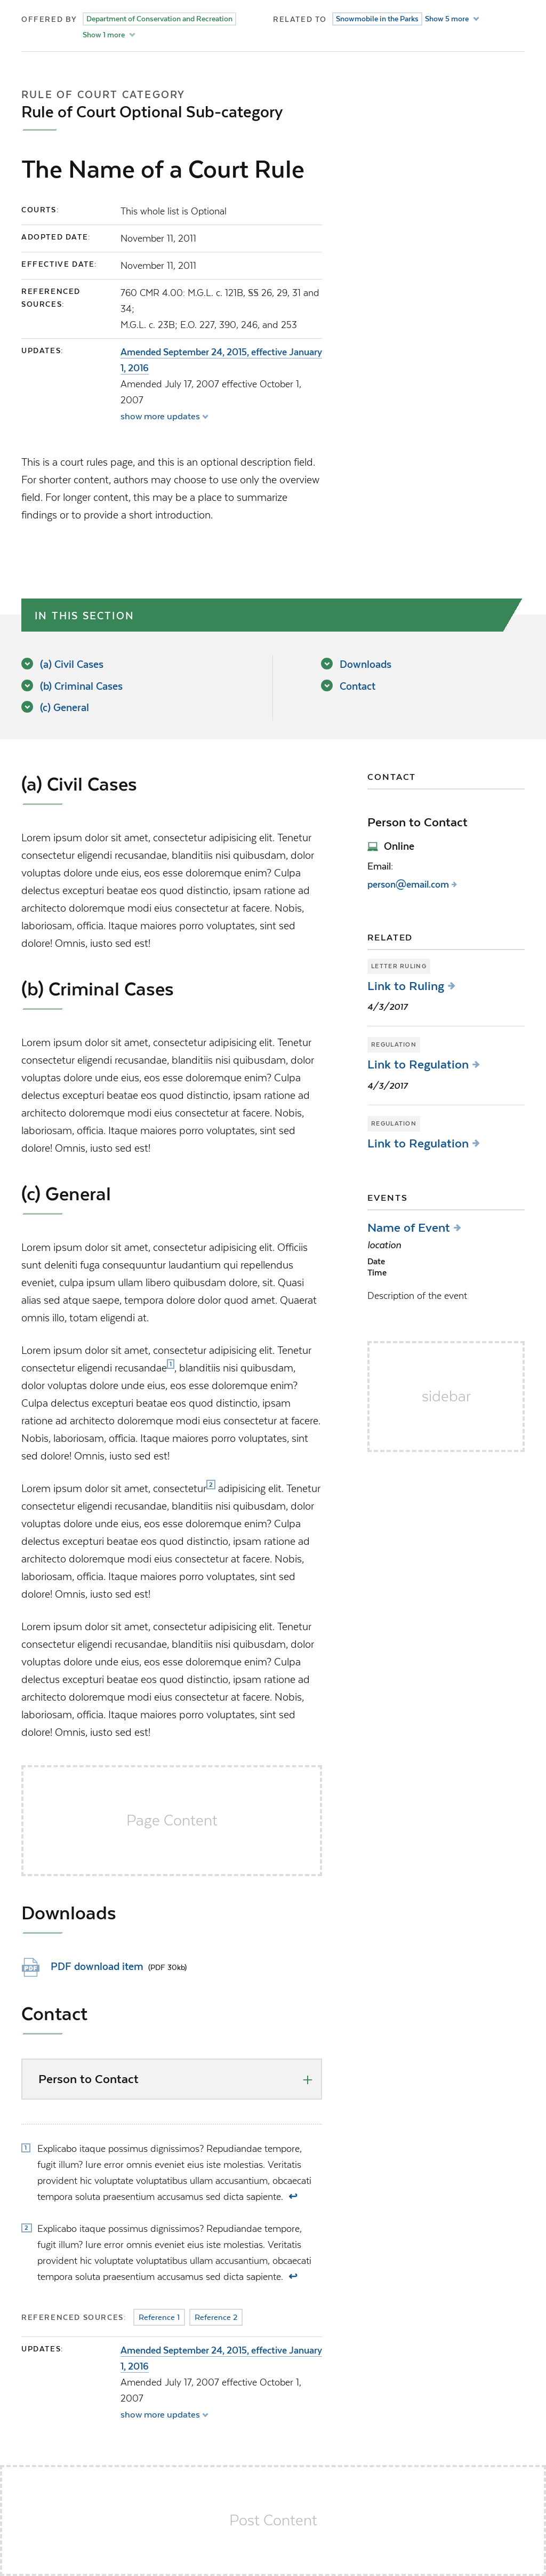 OFFERED BY Department of Conservation and Recreation
Show 1 more
RELATED TO Snowmobile in the Parks Show 5 more
RULE OF COURT CATEGORY
Rule of Court Optional Sub-category
The Name of a Court Rule
COURTS: This whole list is Optional
ADOPTED DATE: November 11, 2011
EFFECTIVE DATE: November 11, 2011
REFERENCED SOURCES: 760 CMR 4.00: M.G.L. c. 121B, §§ 26, 29, 31 and
34;
M.G.L. c. 23B; E.O. 227, 390, 246, and 253
UPDATES: Amended September 24, 2015, effective January
1, 2016
Amended July 17, 2007 effective October 1,
2007
show more updates
This is a court rules page, and this is an optional description field.
For shorter content, authors may choose to use only the overview
field. For longer content, this may be a place to summarize
findings or to provide a short introduction.
IN THIS SECTION
(a) Civil Cases
(b) Criminal Cases
(c) General
Downloads
Contact
(a) Civil Cases
Lorem ipsum dolor sit amet, consectetur adipisicing elit. Tenetur
consectetur eligendi recusandae, blanditiis nisi quibusdam, dolor
voluptas dolore unde eius, eos esse doloremque enim? Culpa
delectus excepturi beatae eos quod distinctio, ipsam ratione ad
architecto doloremque modi eius consectetur at facere. Nobis,
laboriosam, officia. Itaque maiores porro voluptates, sint sed
dolore! Omnis, iusto sed est!
(b) Criminal Cases
Lorem ipsum dolor sit amet, consectetur adipisicing elit. Tenetur
consectetur eligendi recusandae, blanditiis nisi quibusdam, dolor
voluptas dolore unde eius, eos esse doloremque enim? Culpa
delectus excepturi beatae eos quod distinctio, ipsam ratione ad
architecto doloremque modi eius consectetur at facere. Nobis,
laboriosam, officia. Itaque maiores porro voluptates, sint sed
dolore! Omnis, iusto sed est!
(c) General
Lorem ipsum dolor sit amet, consectetur adipisicing elit. Officiis
sunt deleniti quia repellendus consequuntur laudantium qui fuga
eveniet, culpa ipsum ullam libero quibusdam dolore, sit. Quasi
alias sed atque saepe, tempora dolore dolor quod amet. Quaerat
omnis illo, totam eligendi at.
Lorem ipsum dolor sit amet, consectetur adipisicing elit. Tenetur
consectetur eligendi recusandae1, blanditiis nisi quibusdam,
dolor voluptas dolore unde eius, eos esse doloremque enim?
Culpa delectus excepturi beatae eos quod distinctio, ipsam
ratione ad architecto doloremque modi eius consectetur at facere.
Nobis, laboriosam, officia. Itaque maiores porro voluptates, sint
sed dolore! Omnis, iusto sed est!
Lorem ipsum dolor sit amet, consectetur2 adipisicing elit. Tenetur
consectetur eligendi recusandae, blanditiis nisi quibusdam, dolor
voluptas dolore unde eius, eos esse doloremque enim? Culpa
delectus excepturi beatae eos quod distinctio, ipsam ratione ad
architecto doloremque modi eius consectetur at facere. Nobis,
laboriosam, officia. Itaque maiores porro voluptates, sint sed
dolore! Omnis, iusto sed est!
Lorem ipsum dolor sit amet, consectetur adipisicing elit. Tenetur
consectetur eligendi recusandae, blanditiis nisi quibusdam, dolor
voluptas dolore unde eius, eos esse doloremque enim? Culpa
delectus excepturi beatae eos quod distinctio, ipsam ratione ad
architecto doloremque modi eius consectetur at facere. Nobis,
laboriosam, officia. Itaque maiores porro voluptates, sint sed
dolore! Omnis, iusto sed est!
Page Content
Downloads
PDF PDF download item (PDF 30kb)
Contact
Person to Contact
1 Explicabo itaque possimus dignissimos? Repudiandae tempore,
fugit illum? Iure error omnis eveniet eius iste molestias. Veritatis
provident hic voluptate voluptatibus ullam accusantium, obcaecati
tempora soluta praesentium accusamus sed dicta sapiente. ↩
2 Explicabo itaque possimus dignissimos? Repudiandae tempore,
fugit illum? Iure error omnis eveniet eius iste molestias. Veritatis
provident hic voluptate voluptatibus ullam accusantium, obcaecati
tempora soluta praesentium accusamus sed dicta sapiente. ↩
REFERENCED SOURCES: Reference 1 Reference 2
UPDATES: Amended September 24, 2015, effective January
1, 2016
Amended July 17, 2007 effective October 1,
2007
show more updates
CONTACT
Person to Contact
Online
Email:
person@email.com
RELATED
LETTER RULING
Link to Ruling
4/3/2017
REGULATION
Link to Regulation
4/3/2017
REGULATION
Link to Regulation
EVENTS
Name of Event
location
Date
Time
Description of the event
sidebar
Post Content